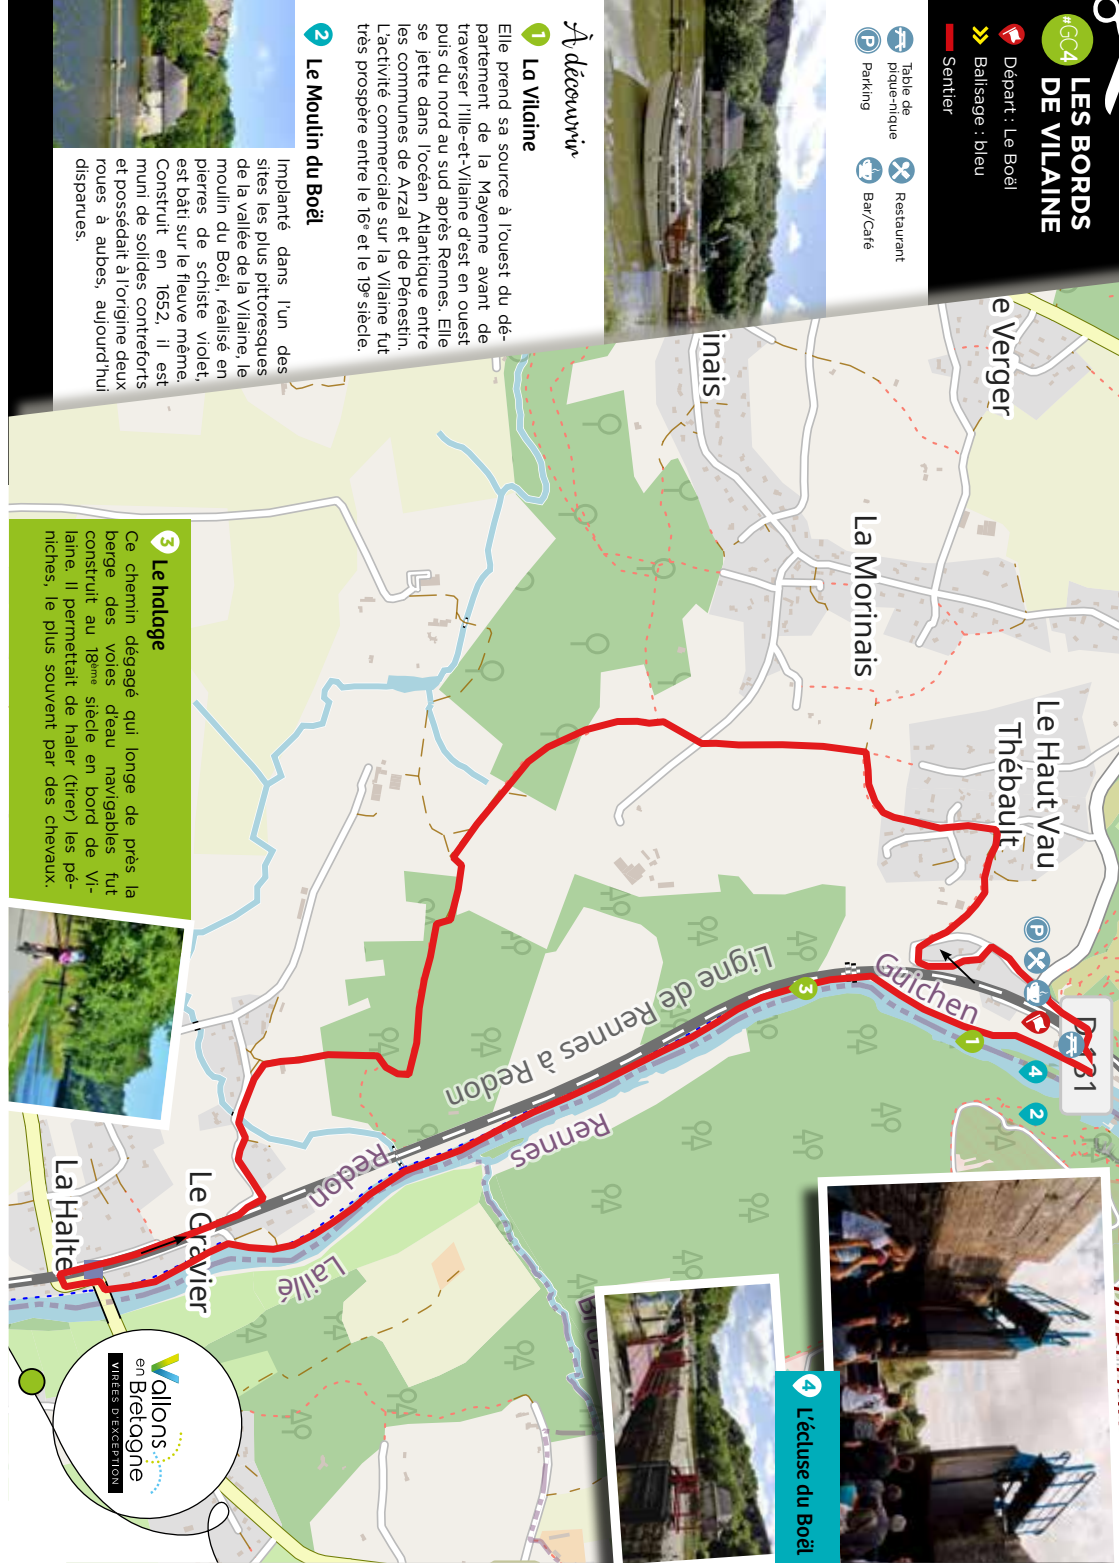 #GC4
LES BORDS
DE VILAINE
Départ : Le Boël
Balisage : bleu
Sentier
Table de
pique-nique
Restaurant
Parking
Bar/Café
À découvrir
1 La Vilaine
Elle prend sa source à l'ouest du dé-
partement de la Mayenne avant de
traverser l'Ille-et-Vilaine d'est en ouest
puis du nord au sud après Rennes. Elle
se jette dans l'océan Atlantique entre
les communes de Arzal et de Pénestin.
L'activité commerciale sur la Vilaine fut
très prospère entre le 16e et le 19e siècle.
2 Le Moulin du Boël
Implanté dans l'un des
sites les plus pittoresques
de la vallée de la Vilaine, le
moulin du Boël, réalisé en
pierres de schiste violet,
est bâti sur le fleuve même.
Construit en 1652, il est
muni de solides contreforts
et possédait à l'origine deux
roues à aubes, aujourd'hui
disparues.
3 Le halage
Ce chemin dégagé qui longe de près la
berge des voies d'eau navigables fut
construit au 18ème siècle en bord de Vi-
laine. Il permettait de haler (tirer) les pé-
niches, le plus souvent par des chevaux.
4 L'écluse du Boël
e Verger
inais
La Morinais
Le Haut Vau
Thébault
P
D 131
Guichen
1
4
2
3
Ligne de Rennes à Redon
Rennes
Redon
Laillé
Bruz
Le Gravier
La Halte
Vallons
en Bretagne
VIRÉES D'EXCEPTION